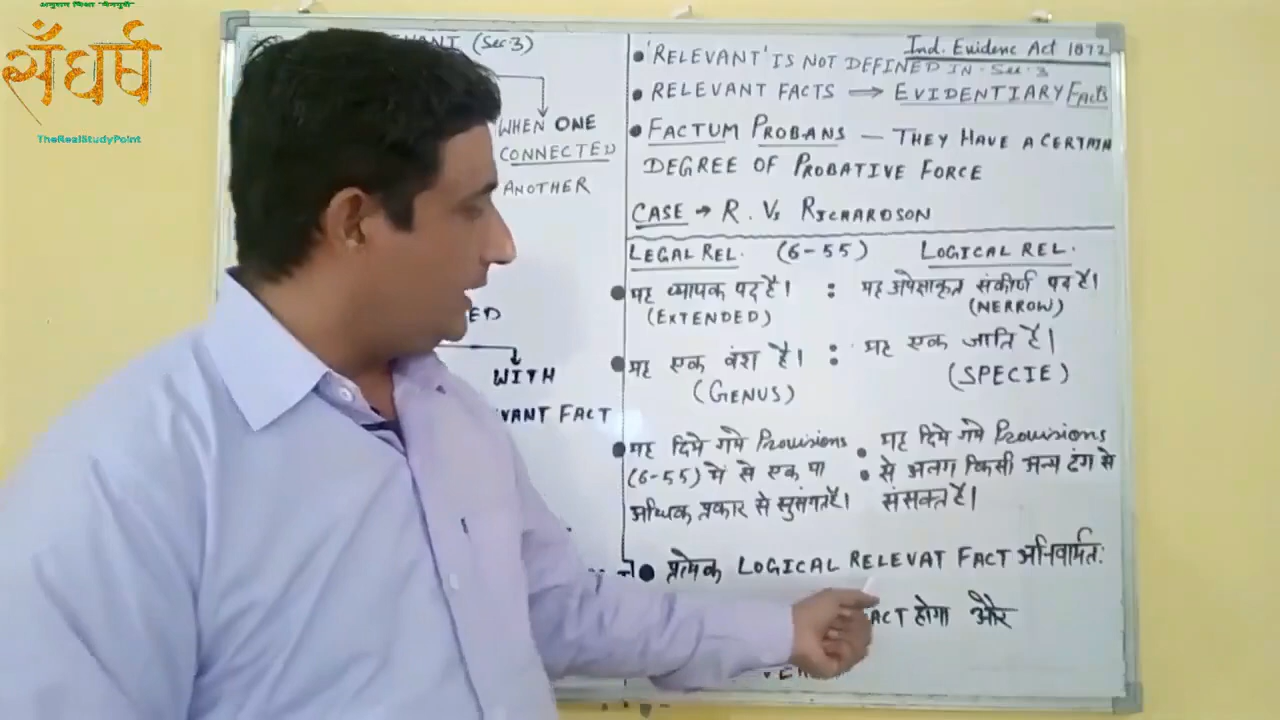 अनुमान शिक्षा "मैनपुरी"
सँघर्ष
TheRealStudyPoint
VANT (Sec.3)
WHEN ONE
CONNECTED
ANOTHER
ED
WITH
VANT FACT
Ind. Evidenc Act 1872
• 'RELEVANT' IS NOT DEFINED IN Sec.3
• RELEVANT FACTS ⟹ EVIDENTIARY FACTS
• FACTUM PROBANS — THEY HAVE A CERTAIN
DEGREE OF PROBATIVE FORCE
CASE → R. Vs RICHARDSON
LEGAL REL. (6-55) LOGICAL REL.
• यह व्यापक पद है। : यह अपेक्षाकृत संकीर्ण पद है।
(EXTENDED) (NERROW)
• यह एक वंश है। : यह एक जाति है।
(GENUS) (SPECIE)
• यह दिये गये Provisions • यह दिये गये Provisions
(6-55) में से एक या • से अलग किसी अन्य ढंग से
अधिक प्रकार से सुसंगत है। संसक्त है।
• प्रत्येक LOGICAL RELEVAT FACT अनिवार्यत:
ACT होगा और
VER